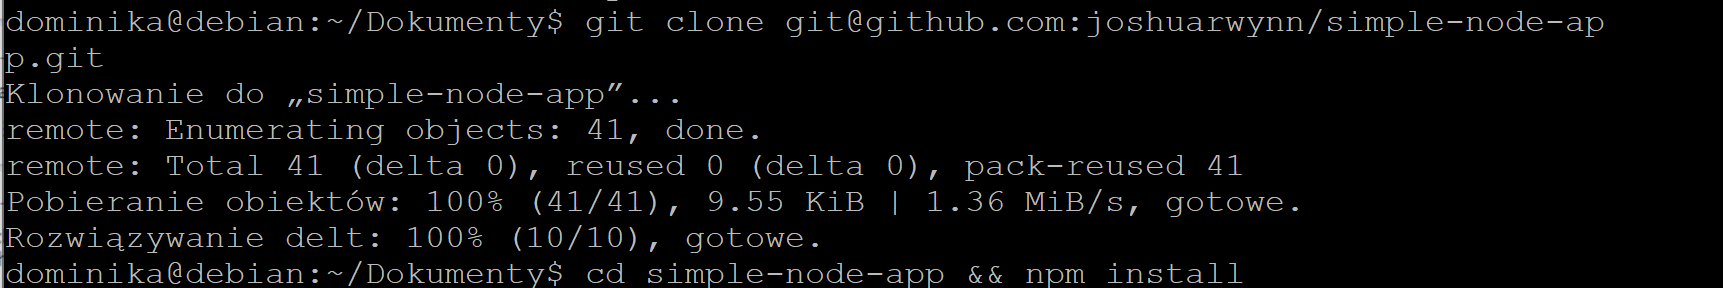 dominika@debian:~/Dokumenty$ git clone git@github.com:joshuarwynn/simple-node-ap
p.git
Klonowanie do „simple-node-app”...
remote: Enumerating objects: 41, done.
remote: Total 41 (delta 0), reused 0 (delta 0), pack-reused 41
Pobieranie obiektów: 100% (41/41), 9.55 KiB | 1.36 MiB/s, gotowe.
Rozwiązywanie delt: 100% (10/10), gotowe.
dominika@debian:~/Dokumenty$ cd simple-node-app && npm install